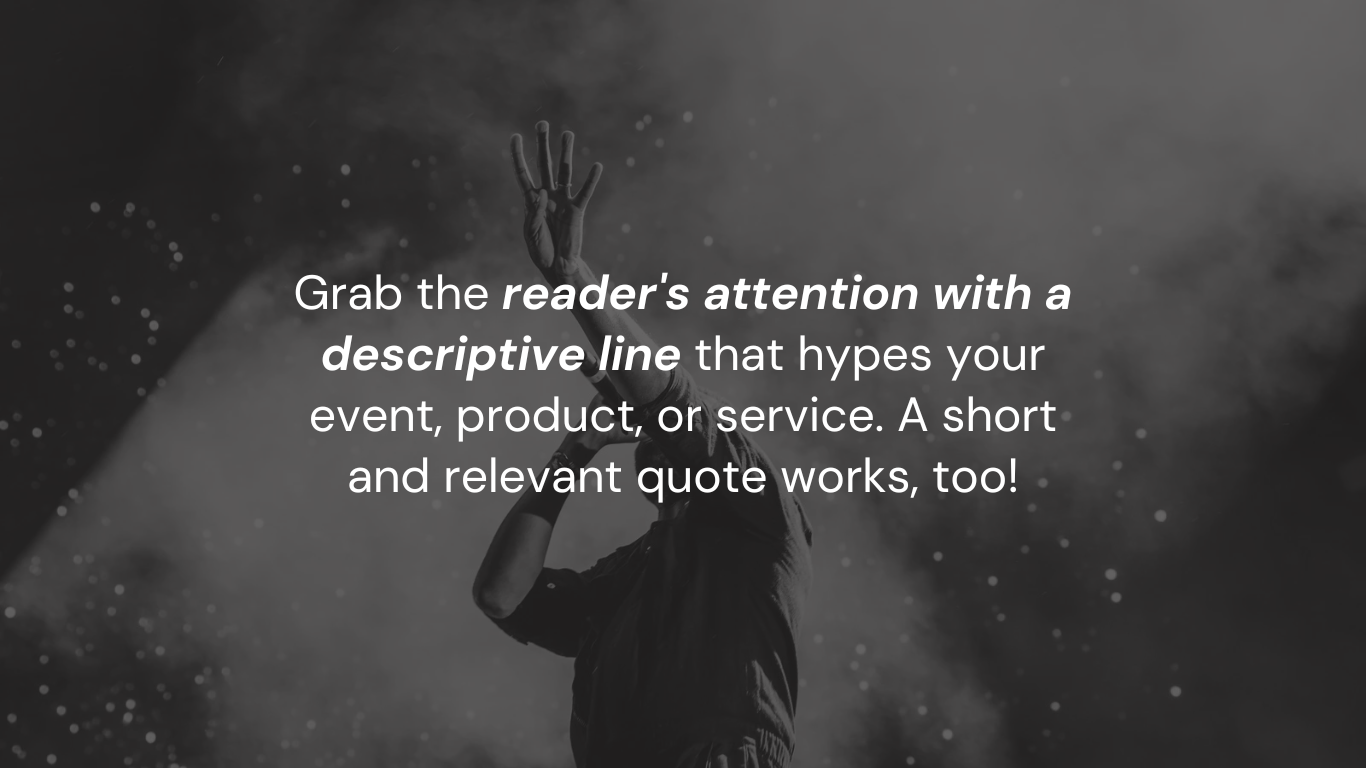 Grab the reader's attention with a
descriptive line that hypes your
event, product, or service. A short
and relevant quote works, too!